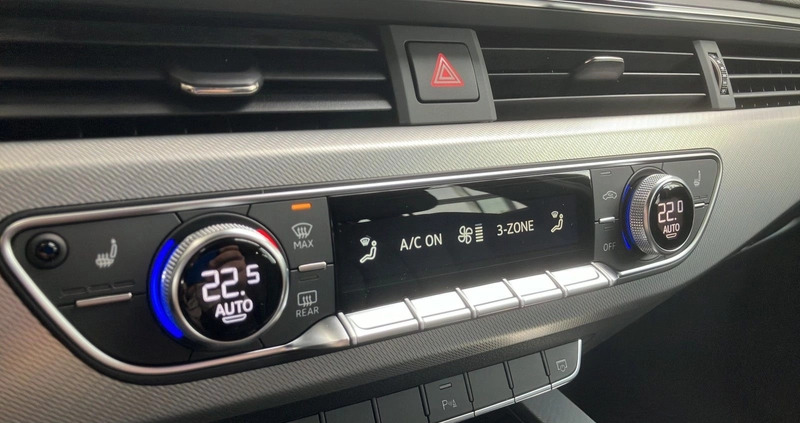 22.5
AUTO
MAX
REAR
A/C ON
3-ZONE
OFF
22.0
AUTO
P